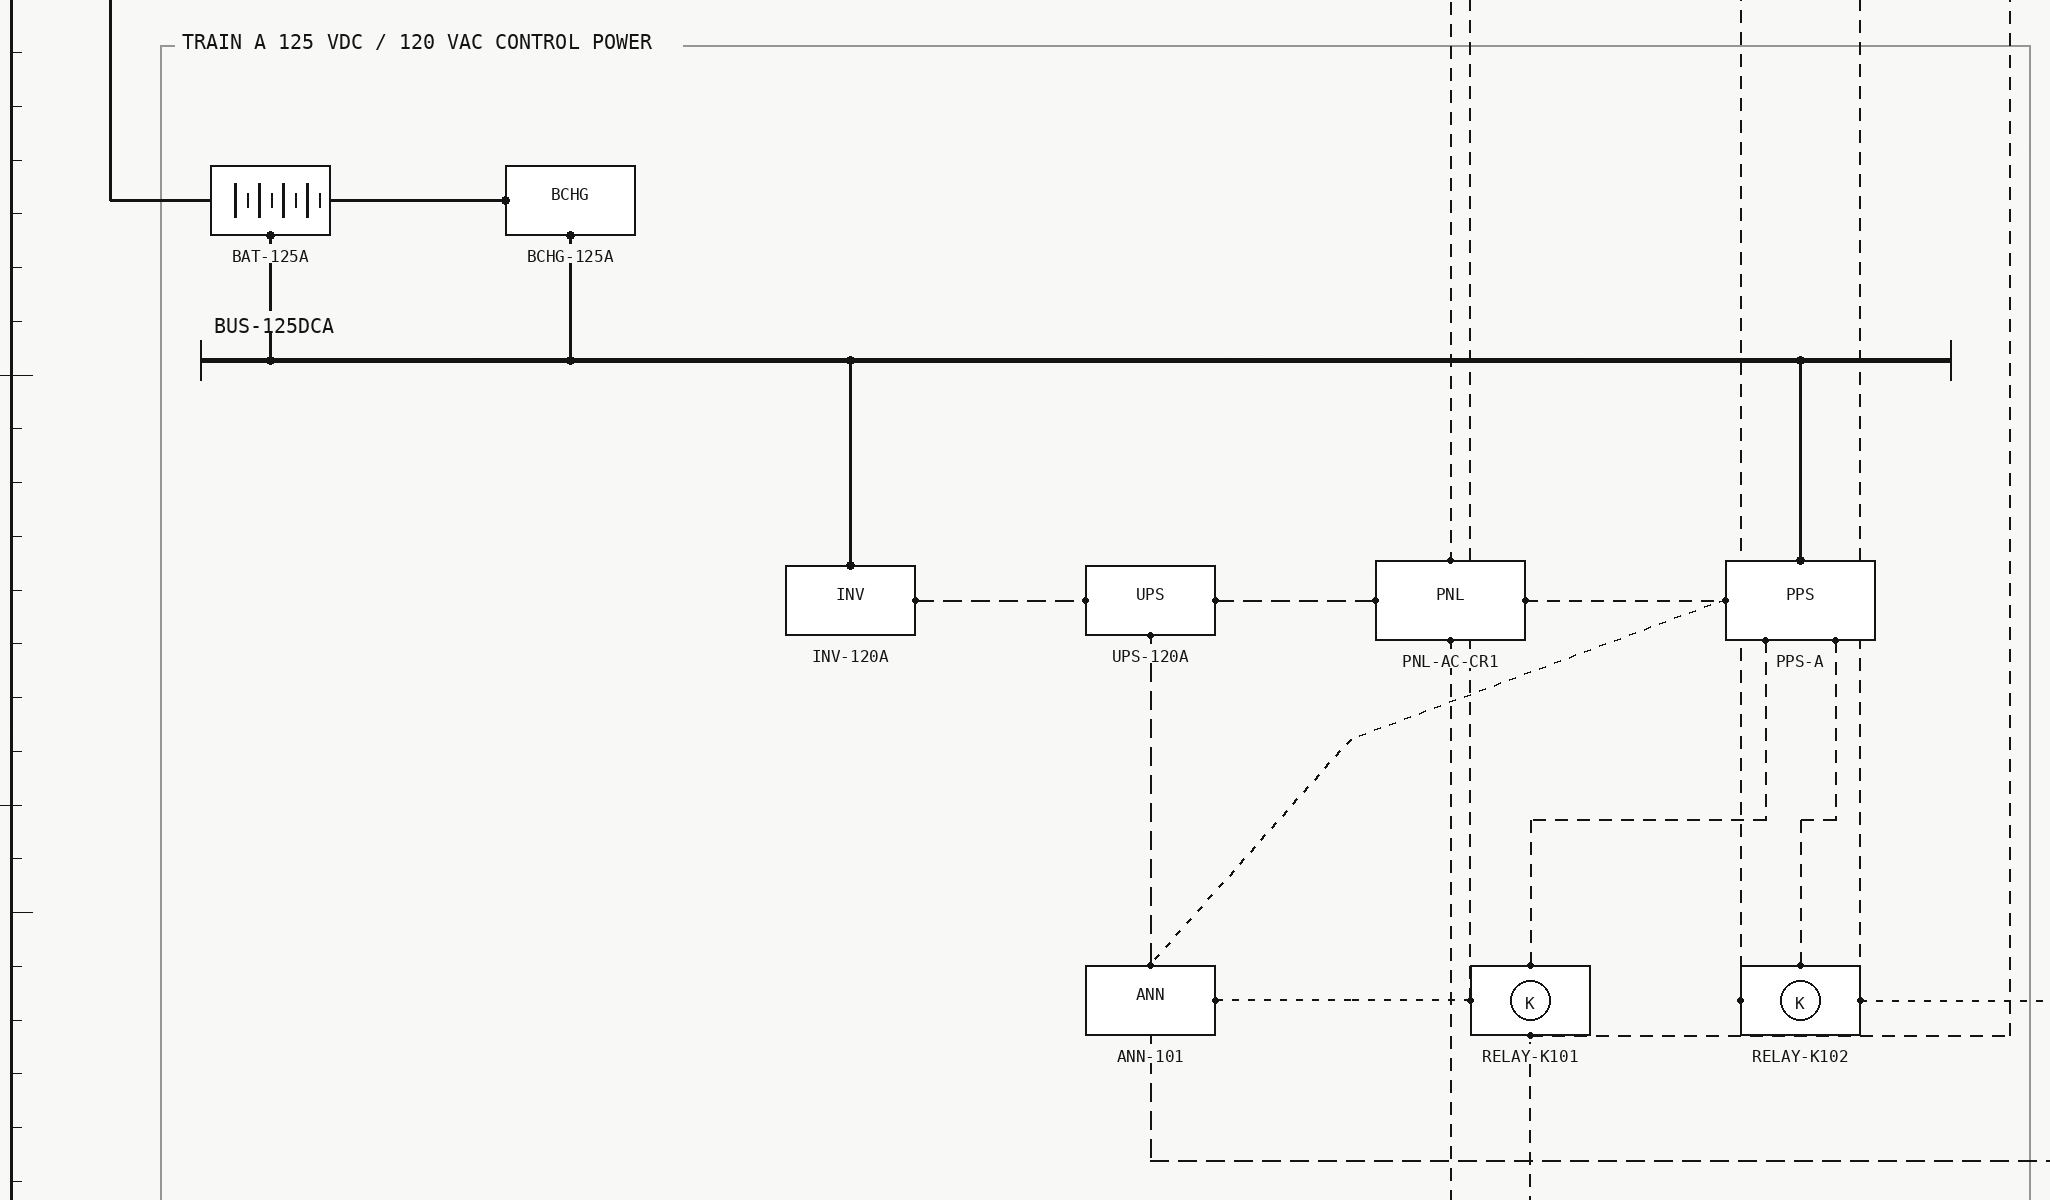 TRAIN A 125 VDC / 120 VAC CONTROL POWER
BCHG
BAT-125A
BCHG-125A
BUS-125DCA
INV
UPS
PNL
PPS
INV-120A
UPS-120A
PNL-AC-CR1
PPS-A
ANN
K
K
ANN-101
RELAY-K101
RELAY-K102